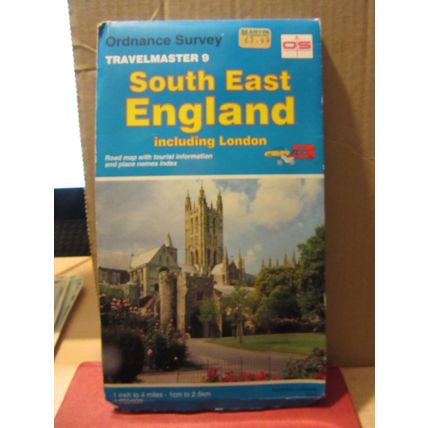 Ordnance Survey
OS
TRAVELMASTER 9
South East
England
including London
Road map with tourist information
and place names index
1 inch to 4 miles - 1cm to 2.5km